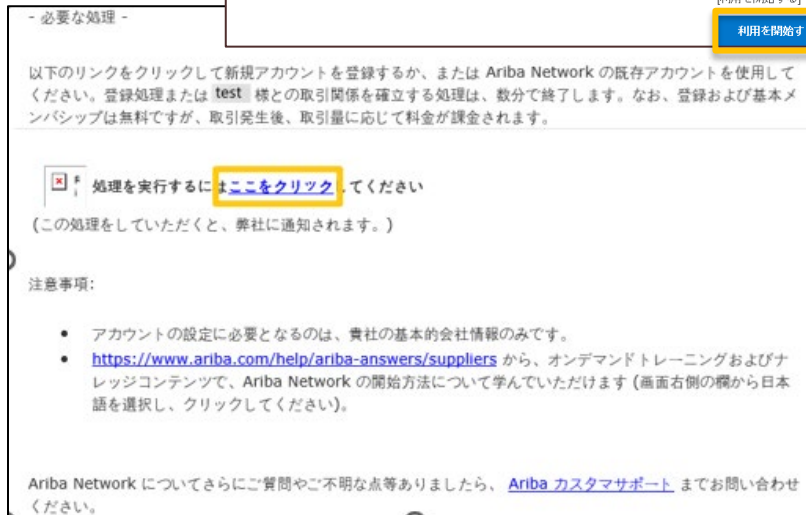 - 必要な処理 -
利用を開始す
以下のリンクをクリックして新規アカウントを登録するか、または Ariba Network の既存アカウントを使用して
ください。登録処理または test 様との取引関係を確立する処理は、数分で終了します。なお、登録および基本メ
ンバシップは無料ですが、取引発生後、取引量に応じて料金が課金されます。
処理を実行するにはここをクリックしてください
(この処理をしていただくと、弊社に通知されます。)
注意事項:
• アカウントの設定に必要となるのは、貴社の基本的会社情報のみです。
• https://www.ariba.com/help/ariba-answers/suppliers から、オンデマンドトレーニングおよびナ
レッジコンテンツで、Ariba Network の開始方法について学んでいただけます (画面右側の欄から日本
語を選択し、クリックしてください)。
Ariba Network についてさらにご質問やご不明な点等ありましたら、 Ariba カスタマサポート までお問い合わせ
ください。